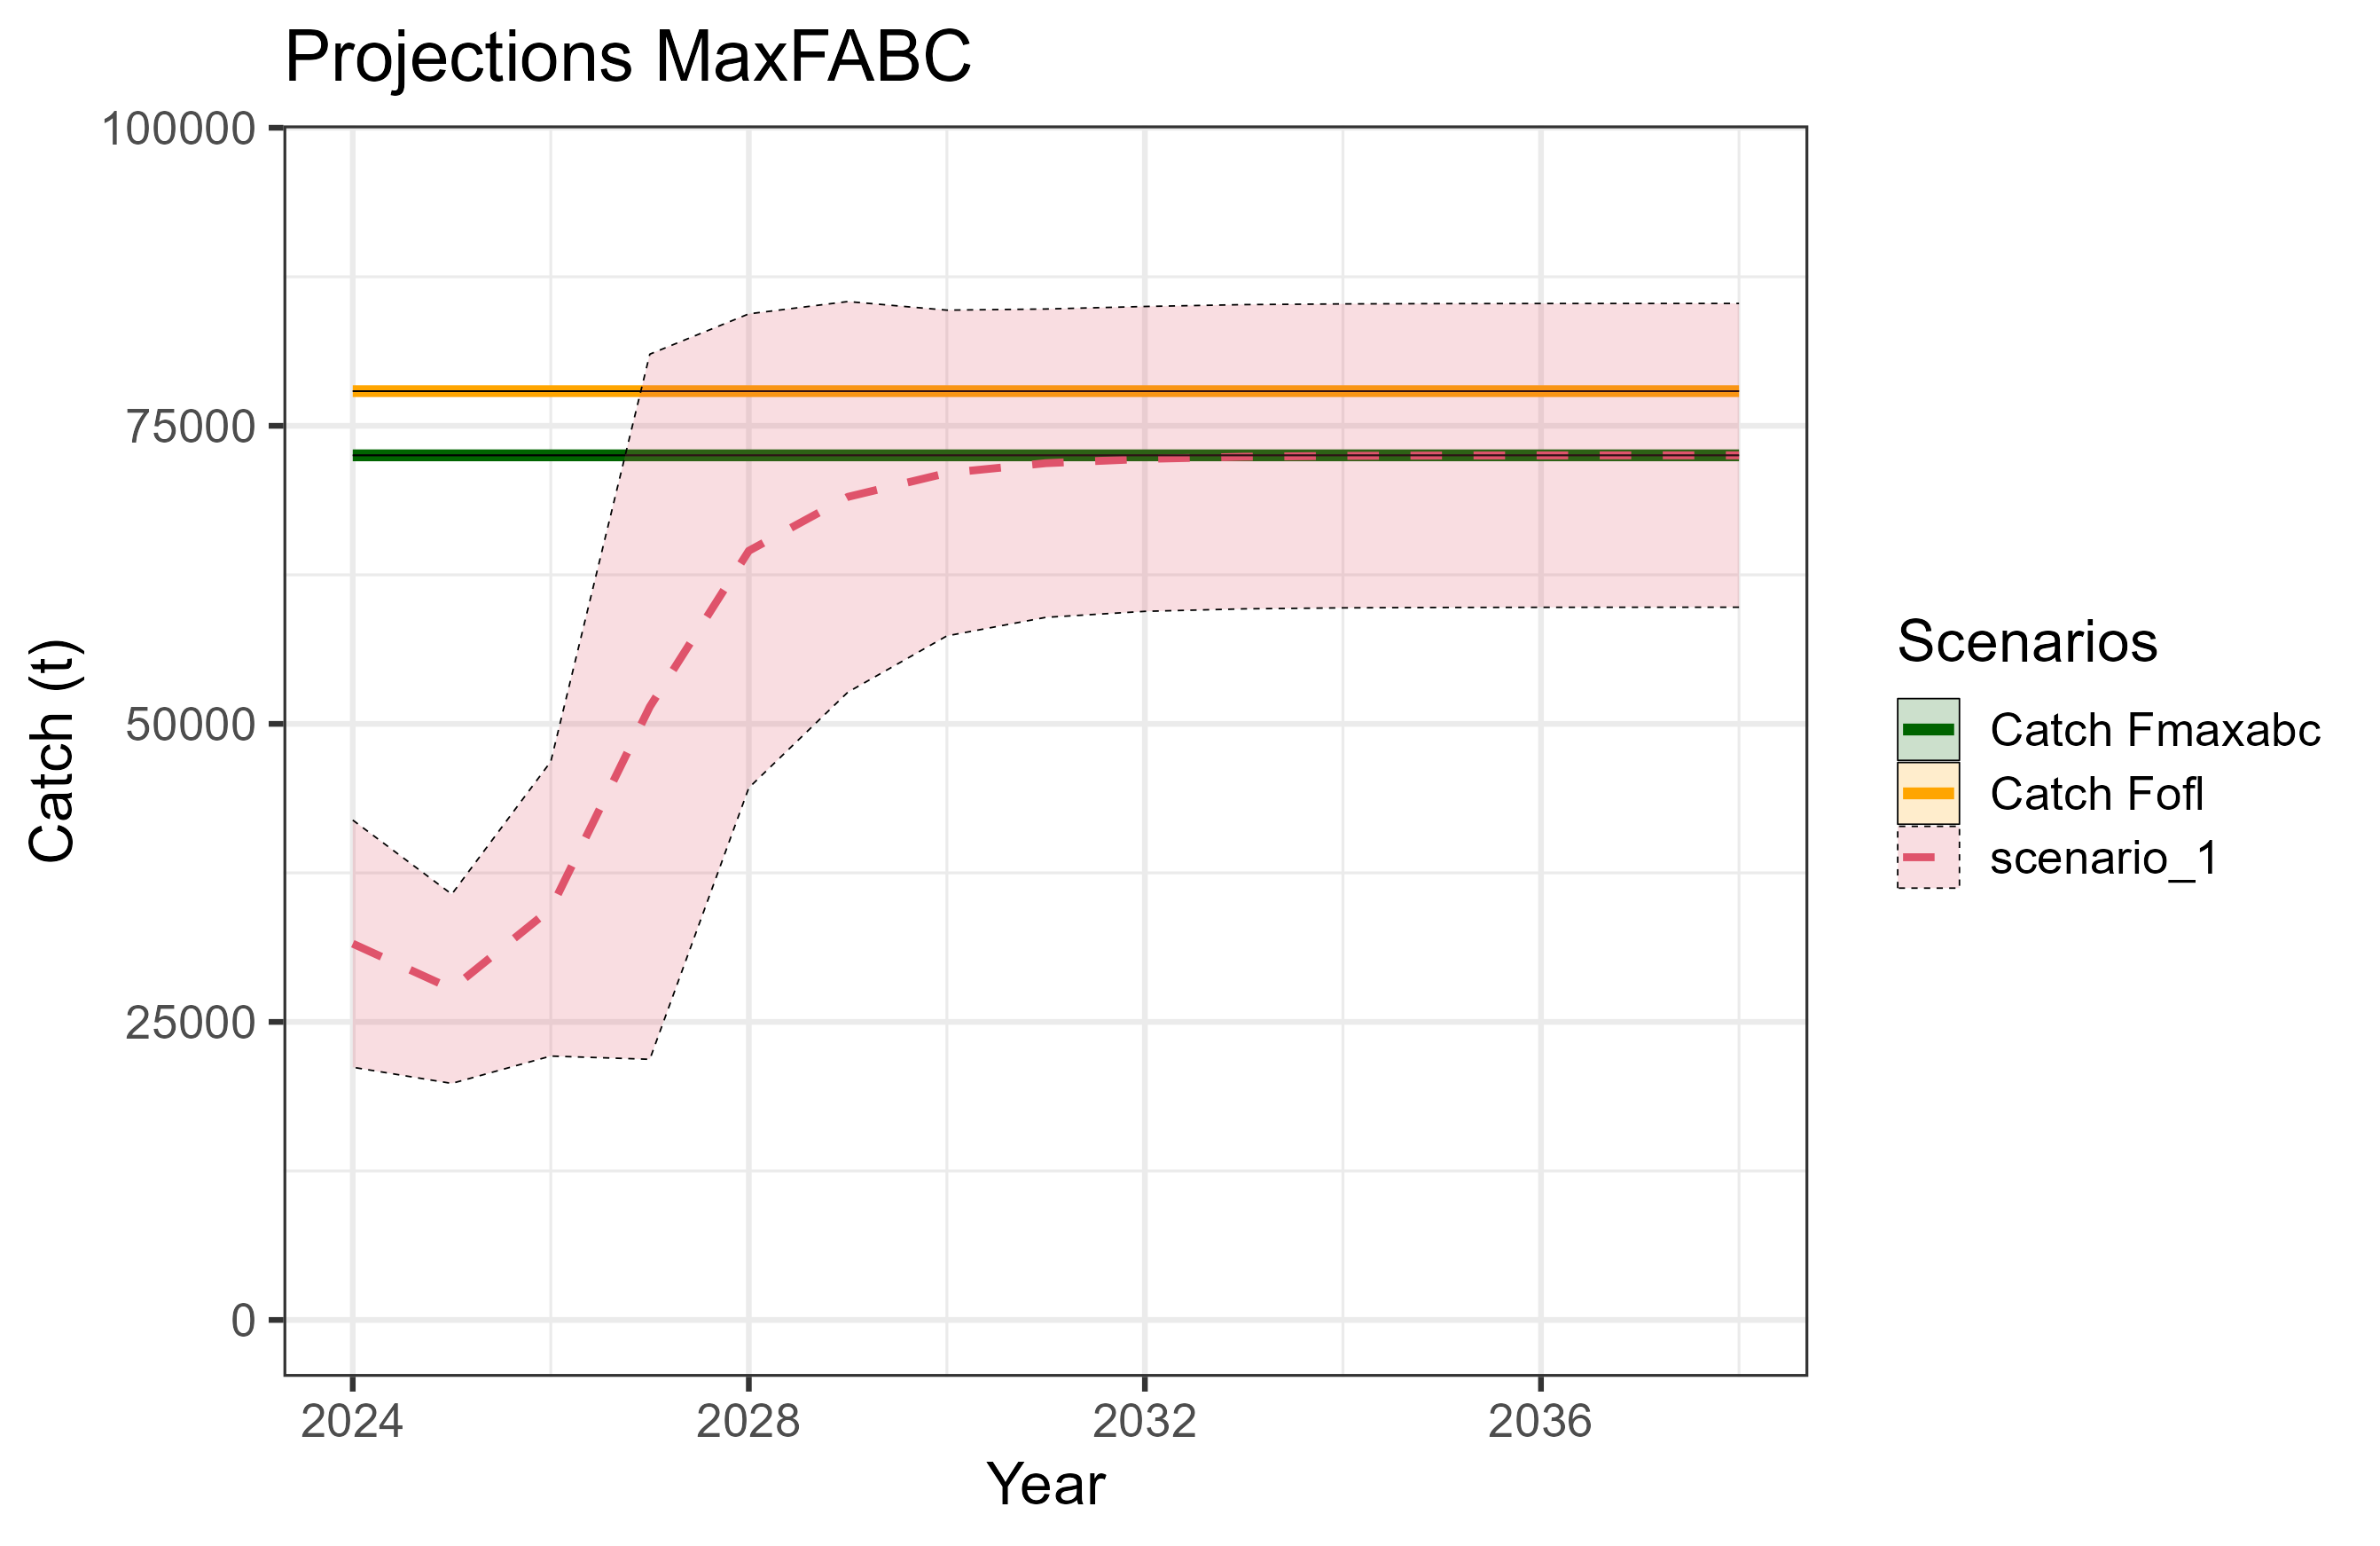 Projections MaxFABC
100000
75000
50000
25000
0
Catch (t)
2024 2028 2032 2036
Year
Scenarios
Catch Fmaxabc
Catch Fofl
scenario_1